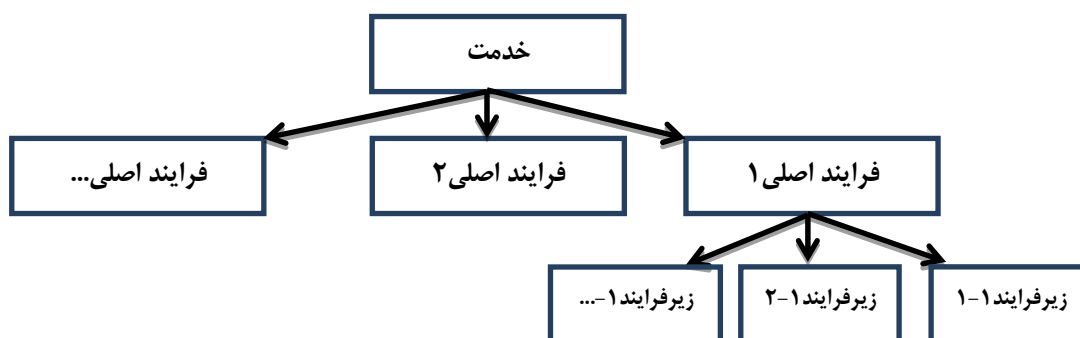 خدمت
فرایند اصلی۱
فرایند اصلی۲
فرایند اصلی...
زیرفرایند۱-۱
زیرفرایند۱-۲
زیرفرایند۱-...